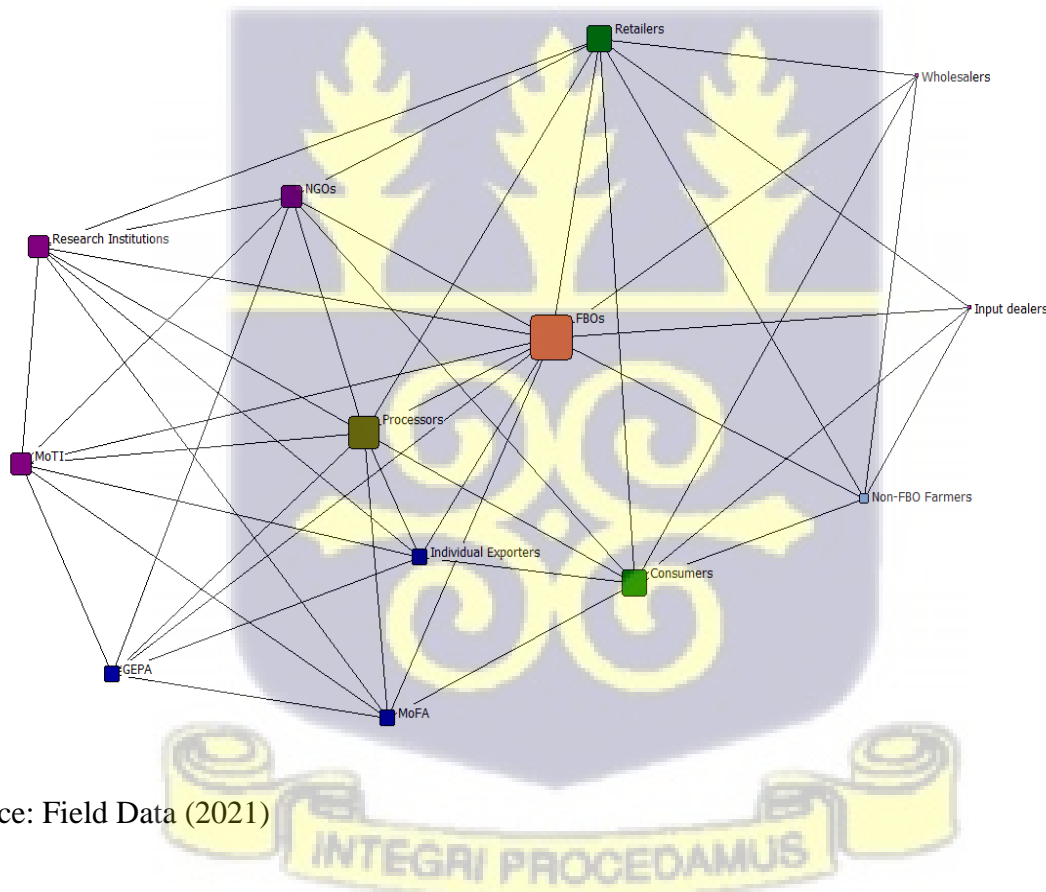 Retailers
Wholesalers
NGOs
Research Institutions
Input dealers
FBOs
Processors
MoTI
Non-FBO Farmers
Individual Exporters
Consumers
GEPA
MoFA
ce: Field Data (2021)
INTEGRI PROCEDAMUS